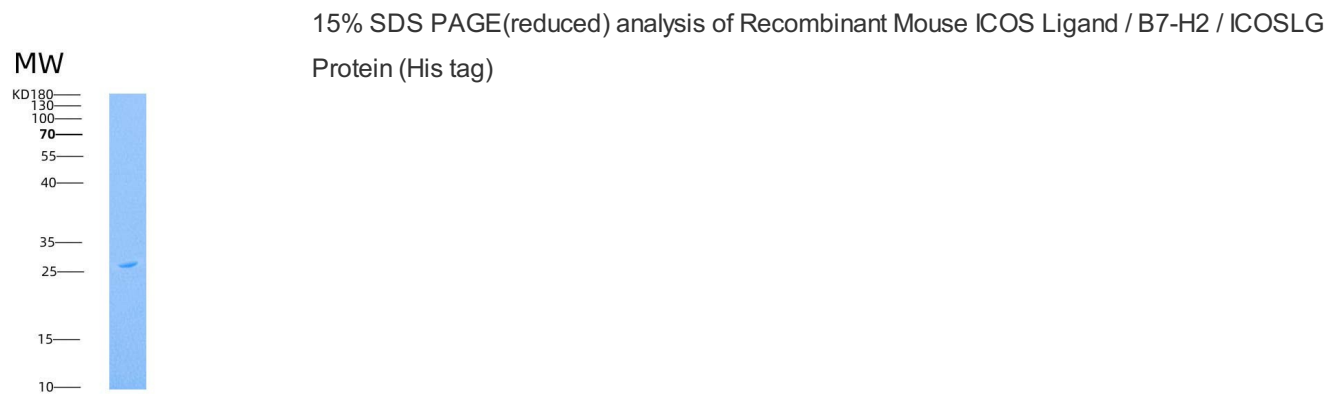 15% SDS PAGE(reduced) analysis of Recombinant Mouse ICOS Ligand / B7-H2 / ICOSLG
Protein (His tag)
MW
KD180
130
100
70
55
40
35
25
15
10